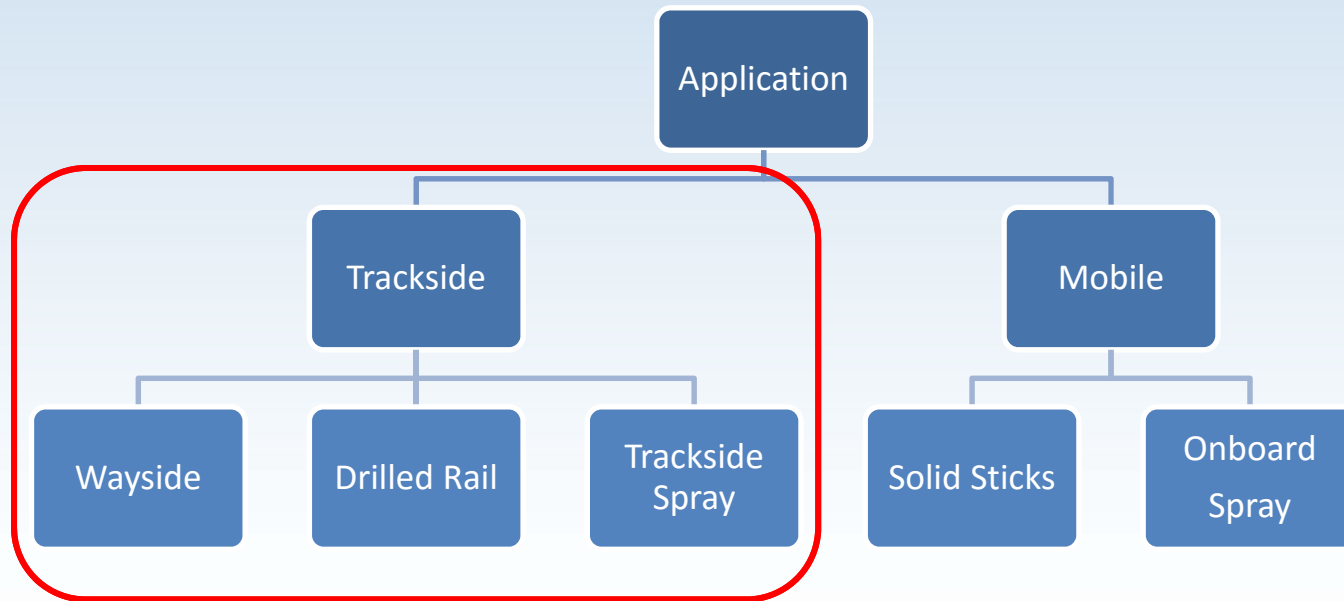 Application
Trackside
Mobile
Wayside
Drilled Rail
Trackside
Spray
Solid Sticks
Onboard
Spray